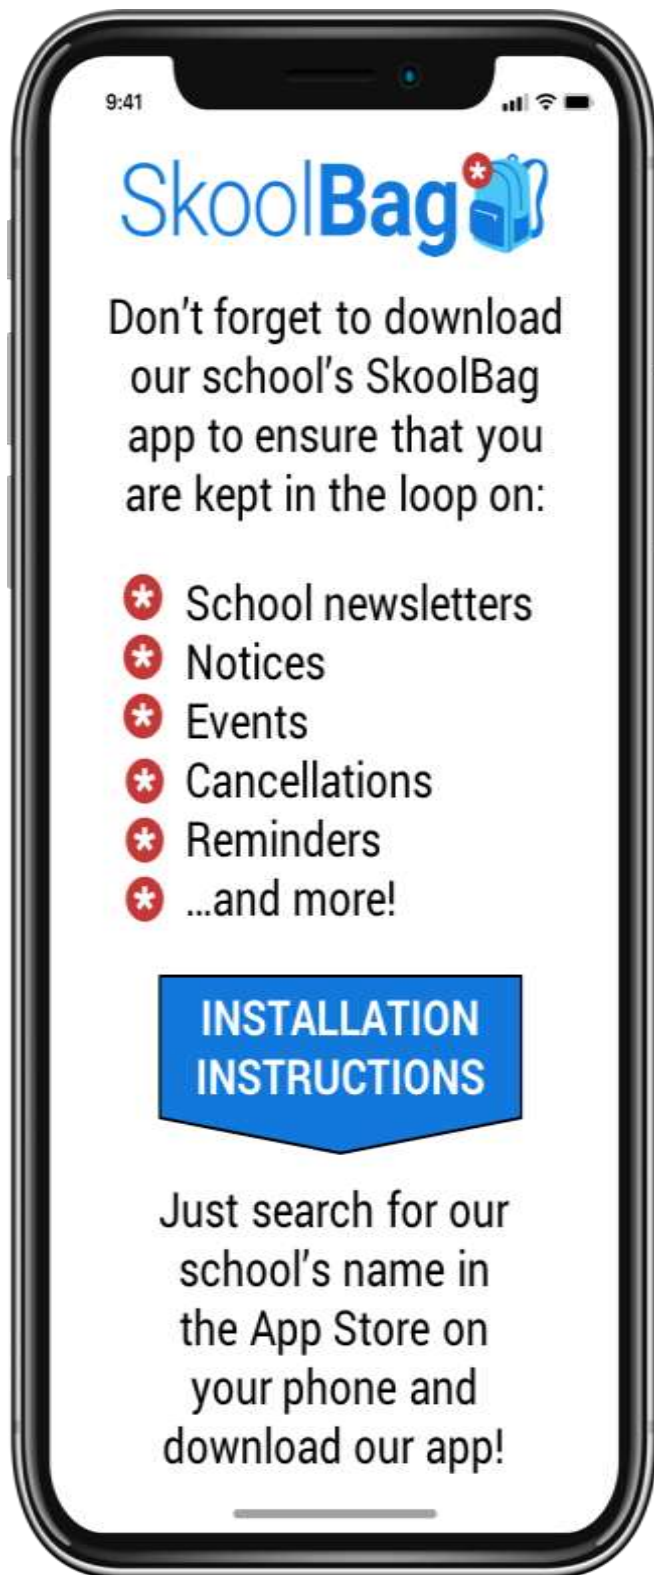 9:41
SkoolBag
Don't forget to download
our school's SkoolBag
app to ensure that you
are kept in the loop on:
* School newsletters
* Notices
* Events
* Cancellations
* Reminders
* ...and more!
INSTALLATION
INSTRUCTIONS
Just search for our
school's name in
the App Store on
your phone and
download our app!